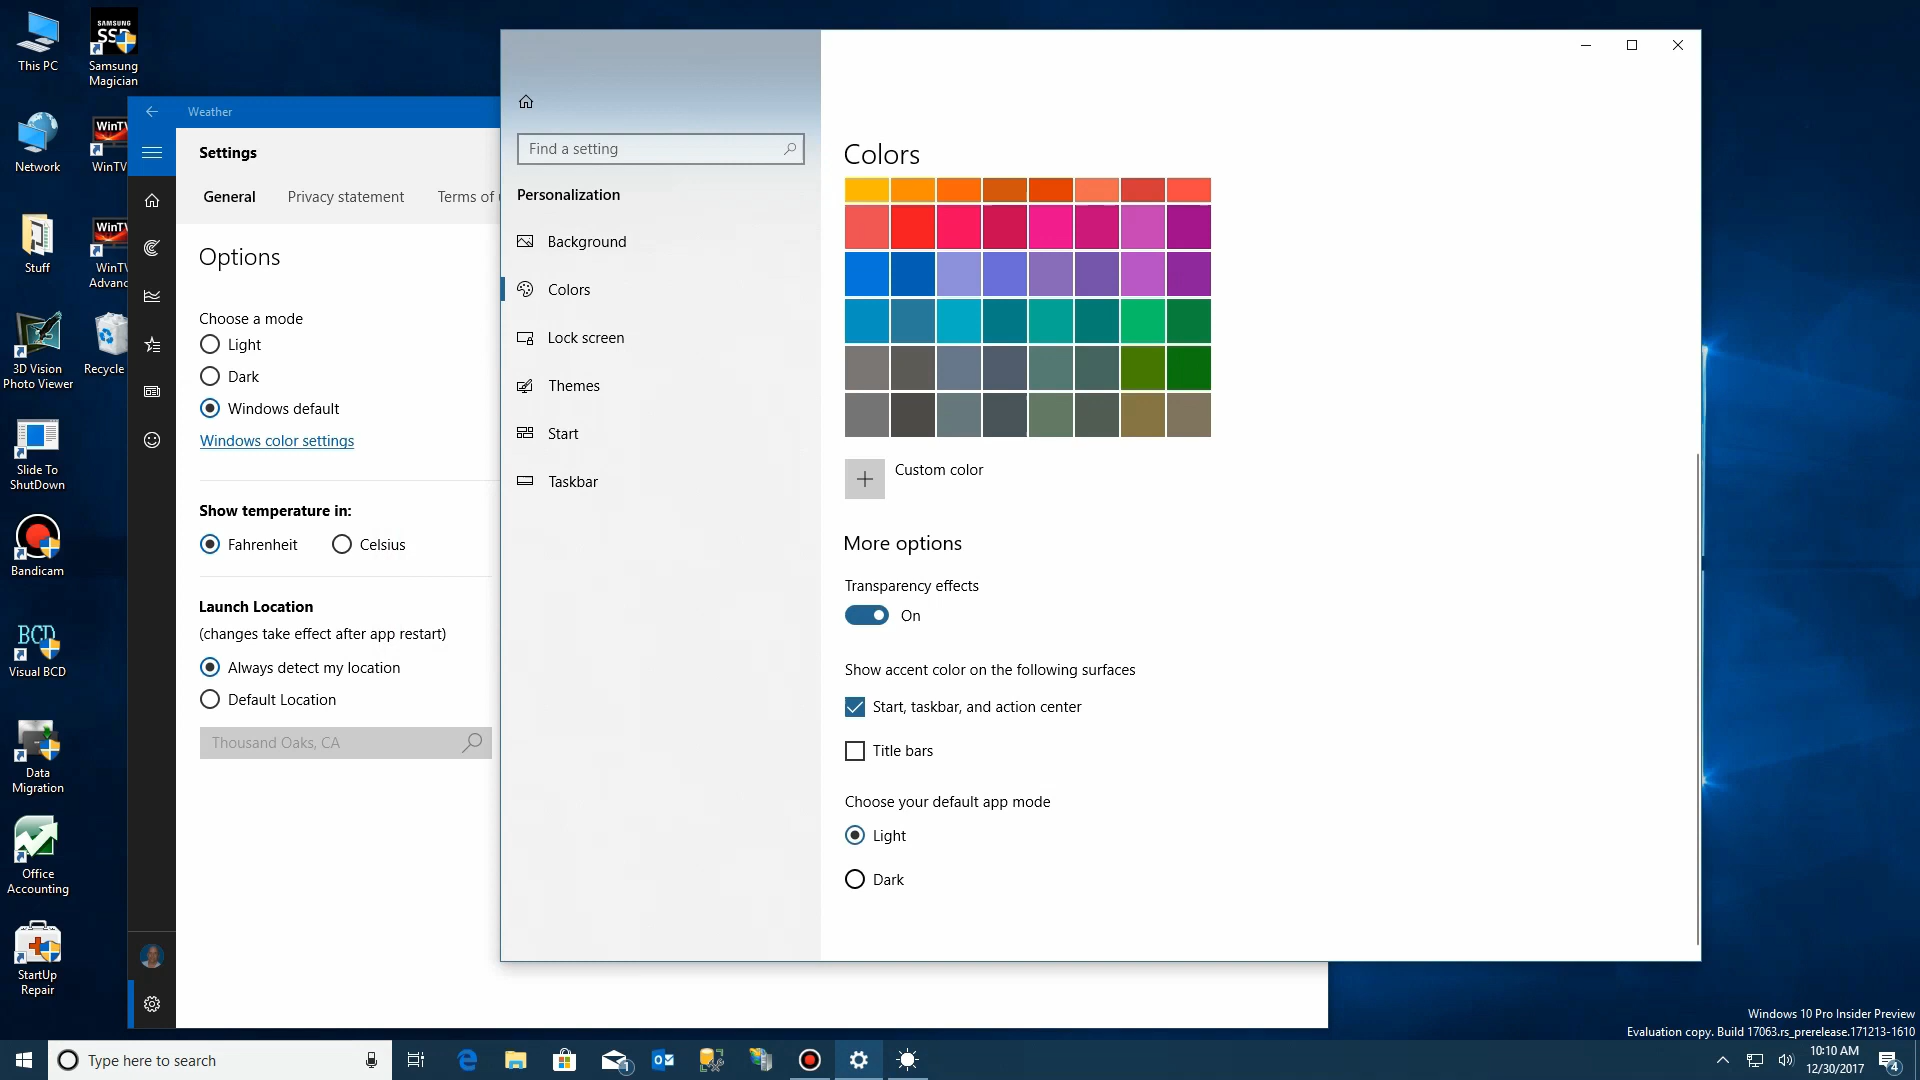 This PC
SAMSUNG
SSD
Samsung
Magician
Network
WinTV
WinTV
Stuff
WinTV
WinTV
Advanc
3D Vision
Photo Viewer
Recycle
Slide To
ShutDown
Bandicam
BCD
Visual BCD
Data
Migration
Office
Accounting
StartUp
Repair
Weather
Settings
General
Privacy statement
Terms of
Options
Choose a mode
Light
Dark
Windows default
Windows color settings
Show temperature in:
Fahrenheit
Celsius
Launch Location
(changes take effect after app restart)
Always detect my location
Default Location
Thousand Oaks, CA
Find a setting
Personalization
Background
Colors
Lock screen
Themes
Start
Taskbar
Colors
Custom color
More options
Transparency effects
On
Show accent color on the following surfaces
Start, taskbar, and action center
Title bars
Choose your default app mode
Light
Dark
Windows 10 Pro Insider Preview
Evaluation copy. Build 17063.rs_prerelease.171213-1610
Type here to search
1
10:10 AM
12/30/2017
4